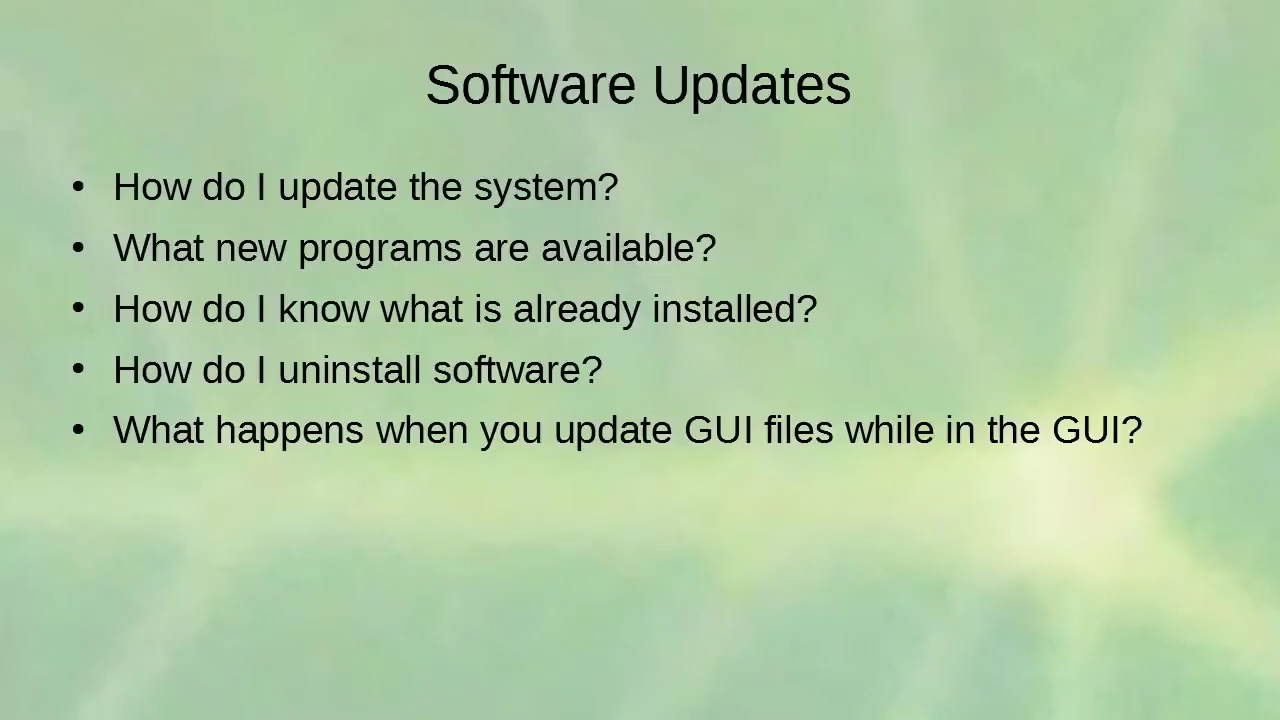 Software Updates
• How do I update the system?
• What new programs are available?
• How do I know what is already installed?
• How do I uninstall software?
• What happens when you update GUI files while in the GUI?